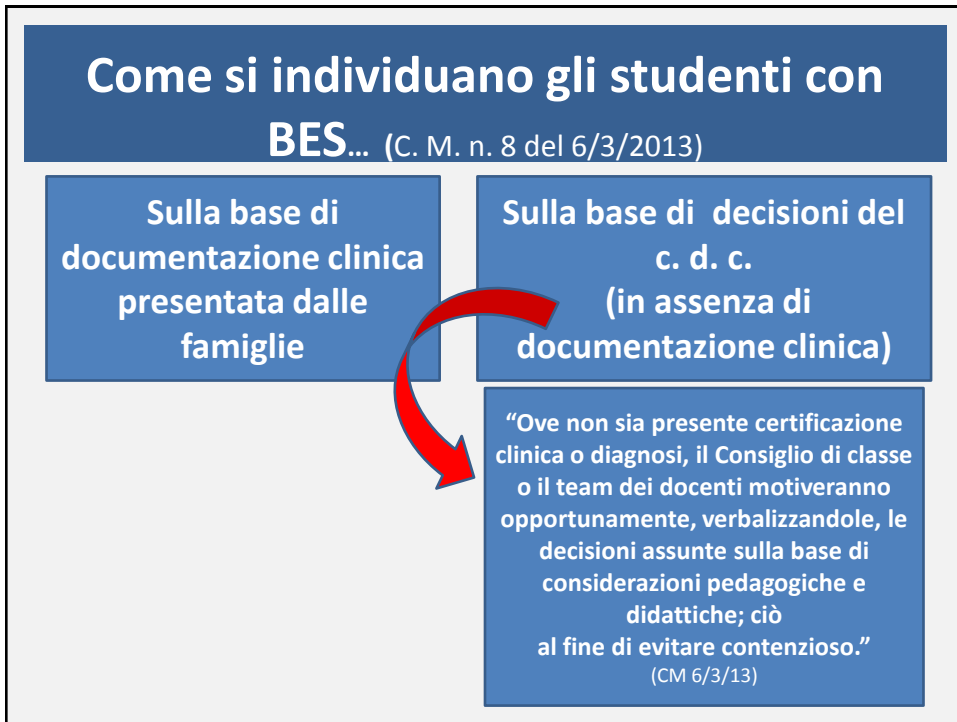 Come si individuano gli studenti con
BES... (C. M. n. 8 del 6/3/2013)
Sulla base di
documentazione clinica
presentata dalle
famiglie
Sulla base di decisioni del
c. d. c.
(in assenza di
documentazione clinica)
“Ove non sia presente certificazione
clinica o diagnosi, il Consiglio di classe
o il team dei docenti motiveranno
opportunamente, verbalizzandole, le
decisioni assunte sulla base di
considerazioni pedagogiche e
didattiche; ciò
al fine di evitare contenzioso.”
(CM 6/3/13)